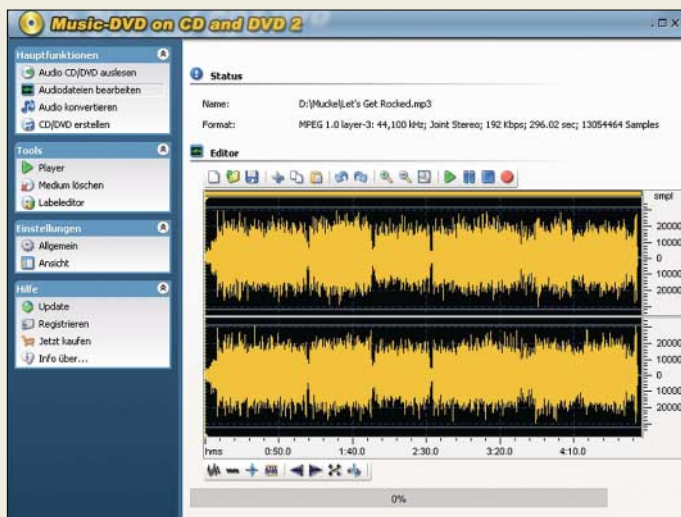 Music-DVD on CD and DVD 2
Hauptfunktionen
Audio CD/DVD auslesen
Audiodateien bearbeiten
Audio konvertieren
CD/DVD erstellen
Tools
Player
Medium löschen
Labeleditor
Einstellungen
Allgemein
Ansicht
Hilfe
Update
Registrieren
Jetzt kaufen
Info über...
Status
Name: D:\Mucke\Let's Get Rocked.mp3
Format: MPEG 1.0 layer-3: 44,100 kHz; Joint Stereo; 192 Kbps; 296.02 sec; 13054464 Samples
Editor
smpl
20000
10000
0
10000
20000
20000
10000
0
10000
20000
hms 0:50.0 1:40.0 2:30.0 3:20.0 4:10.0
0%